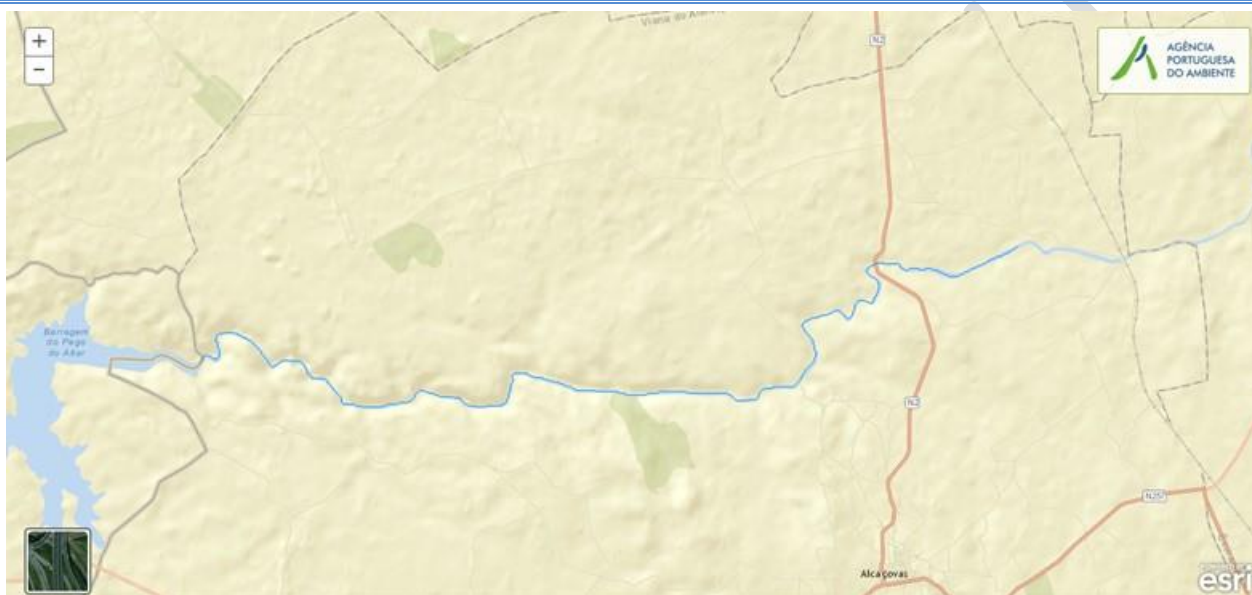 +
−
N2
AGÊNCIA
PORTUGUESA
DO AMBIENTE
Barragem
do Pego
do Altar
N2
N257
Alcáçovas
esri